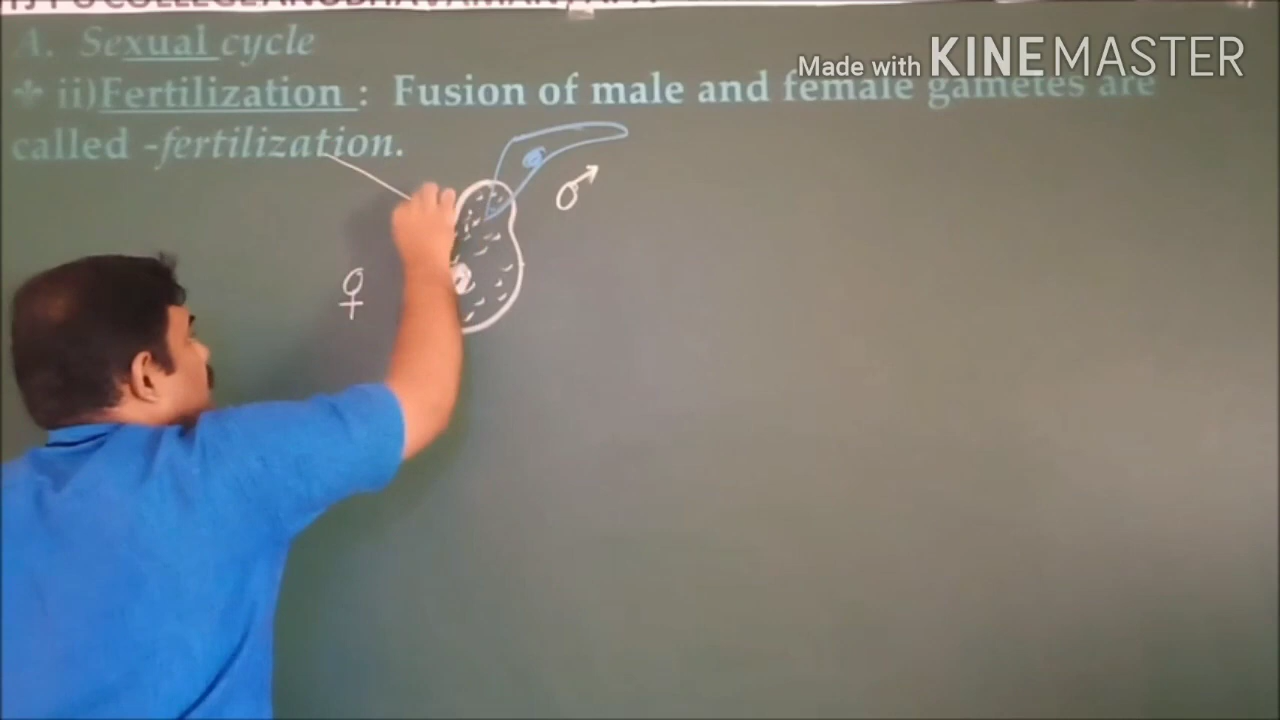 A. Sexual cycle
Made with KINEMASTER
ii)Fertilization : Fusion of male and female gametes are
called -fertilization.
♂
♀